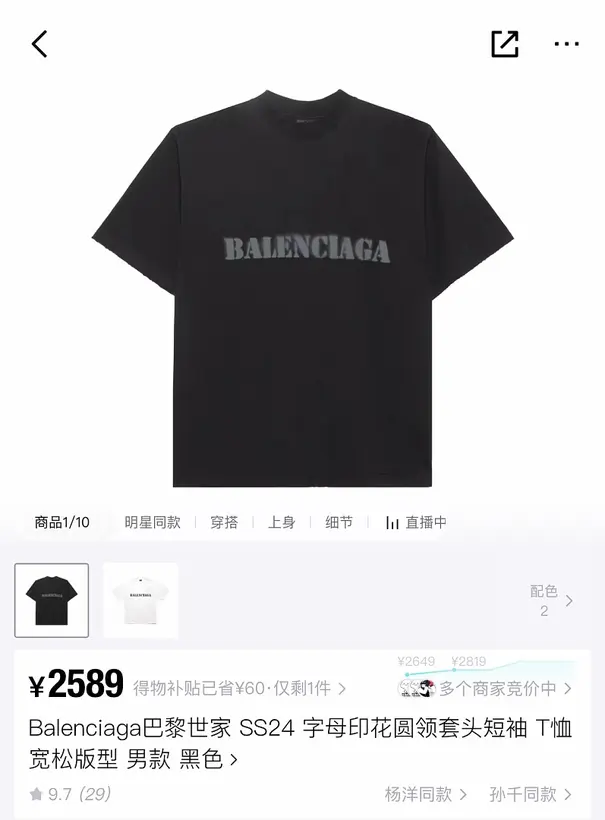 BALENCIAGA
商品1/10 明星同款 穿搭 上身 细节 直播中
BALENCIAGA
BALENCIAGA
配色
2
¥2649 ¥2819
¥2589 得物补贴已省¥60·仅剩1件 多个商家竞价中
Balenciaga巴黎世家 SS24 字母印花圆领套头短袖 T恤
宽松版型 男款 黑色
9.7 (29) 杨洋同款 孙千同款